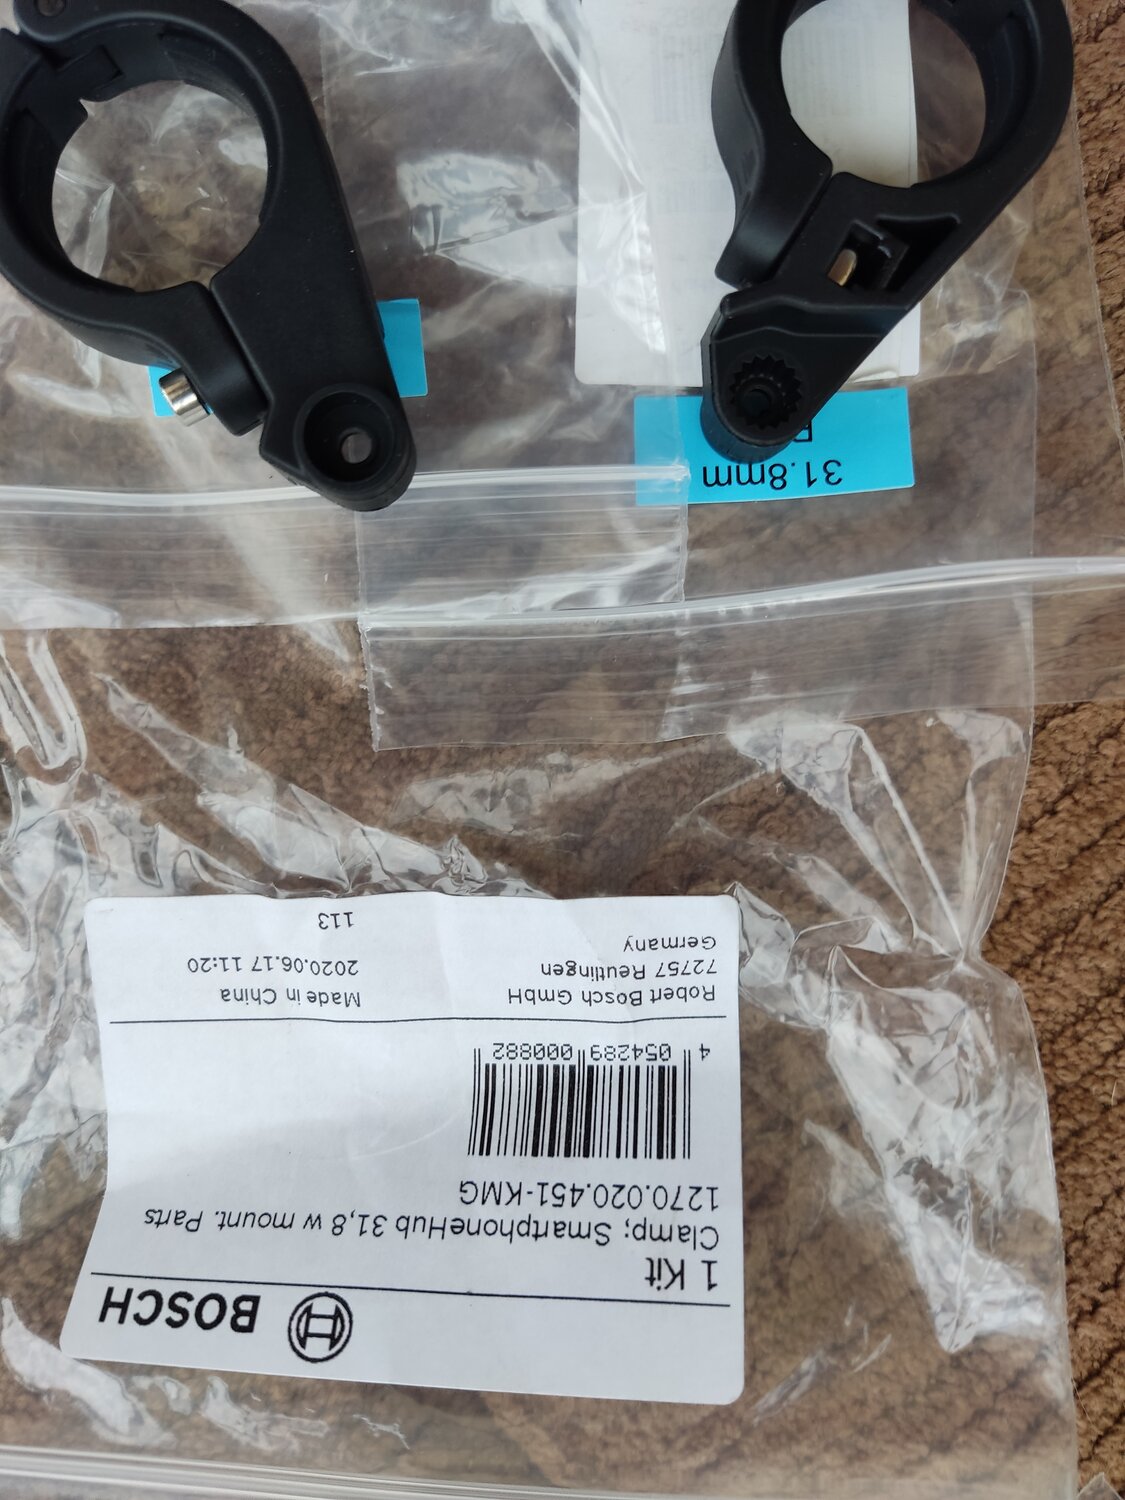 BOSCH
1 Kit
Clamp; SmartphoneHub 31,8 w mount. Parts
1270.020.451-KMG
4 054289 000882
Robert Bosch GmbH
72757 Reutlingen
Germany
Made in China
2020.06.17 11:20
113
31.8mm